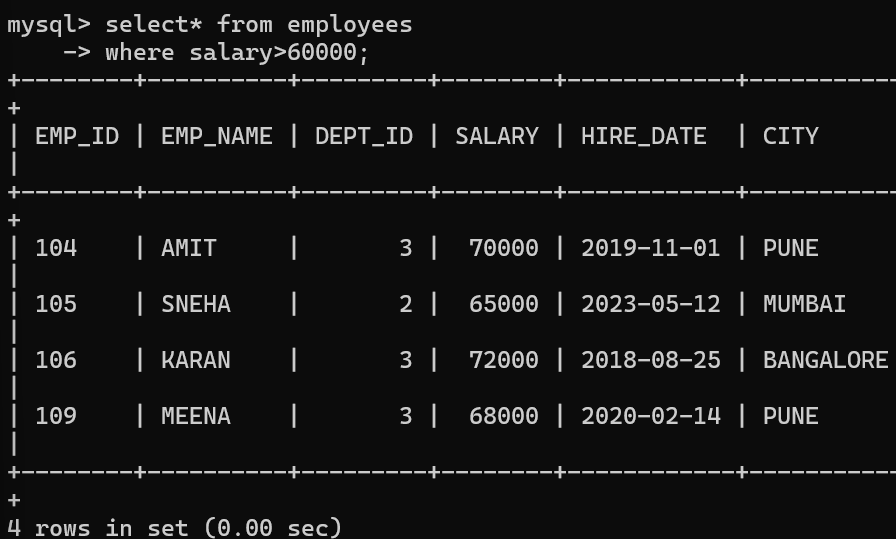 mysql> select* from employees
    -> where salary>60000;
+--------+----------+---------+--------+------------+-----------
+
| EMP_ID | EMP_NAME | DEPT_ID | SALARY | HIRE_DATE  | CITY
|
+--------+----------+---------+--------+------------+-----------
+
| 104    | AMIT     |       3 |  70000 | 2019-11-01 | PUNE
|
| 105    | SNEHA    |       2 |  65000 | 2023-05-12 | MUMBAI
|
| 106    | KARAN    |       3 |  72000 | 2018-08-25 | BANGALORE
|
| 109    | MEENA    |       3 |  68000 | 2020-02-14 | PUNE
|
+--------+----------+---------+--------+------------+-----------
+
4 rows in set (0.00 sec)